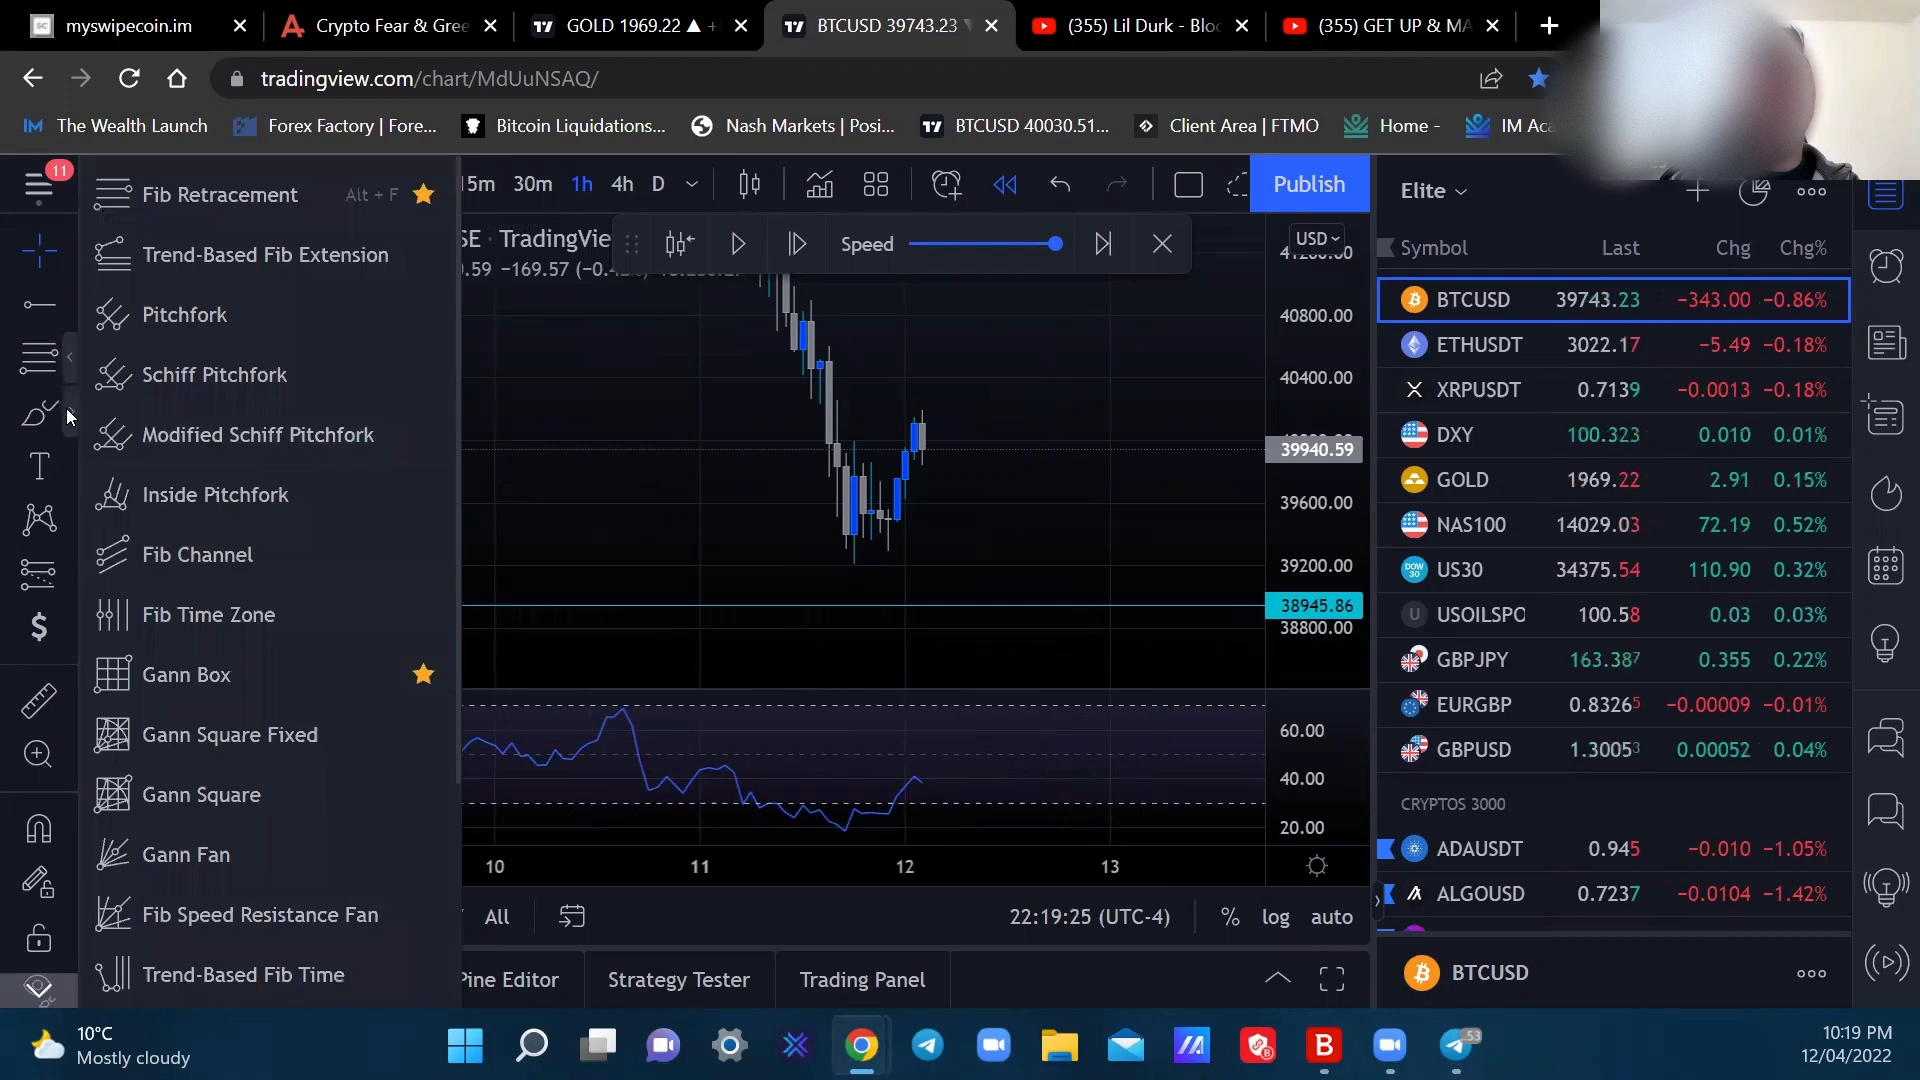 myswipecoin.im
Crypto Fear & Gree
GOLD 1969.22 ▲ +
BTCUSD 39743.23
(355) Lil Durk - Blo
(355) GET UP & MA
tradingview.com/chart/MdUuNSAQ/
The Wealth Launch
Forex Factory | Fore...
Bitcoin Liquidations...
Nash Markets | Posi...
BTCUSD 40030.51...
Client Area | FTMO
Home -
IM Aca
11
Fib Retracement Alt + F
Trend-Based Fib Extension
Pitchfork
Schiff Pitchfork
Modified Schiff Pitchfork
Inside Pitchfork
Fib Channel
Fib Time Zone
Gann Box
Gann Square Fixed
Gann Square
Gann Fan
Fib Speed Resistance Fan
Trend-Based Fib Time
15m 30m 1h 4h D
Publish
SE · TradingVie
Speed
.59 −169.57 (−0.
USD
41200.00
40800.00
40400.00
39940.59
39600.00
39200.00
38945.86
38800.00
60.00
40.00
20.00
10 11 12 13
All
22:19:25 (UTC-4) % log auto
Pine Editor Strategy Tester Trading Panel
Elite
Symbol Last Chg Chg%
BTCUSD 39743.23 −343.00 −0.86%
ETHUSDT 3022.17 −5.49 −0.18%
XRPUSDT 0.7139 −0.0013 −0.18%
DXY 100.323 0.010 0.01%
GOLD 1969.22 2.91 0.15%
NAS100 14029.03 72.19 0.52%
US30 34375.54 110.90 0.32%
USOILSPO 100.58 0.03 0.03%
GBPJPY 163.387 0.355 0.22%
EURGBP 0.83265 −0.00009 −0.01%
GBPUSD 1.30053 0.00052 0.04%
CRYPTOS 3000
ADAUSDT 0.945 −0.010 −1.05%
ALGOUSD 0.7237 −0.0104 −1.42%
BTCUSD
10°C
Mostly cloudy
53
10:19 PM
12/04/2022